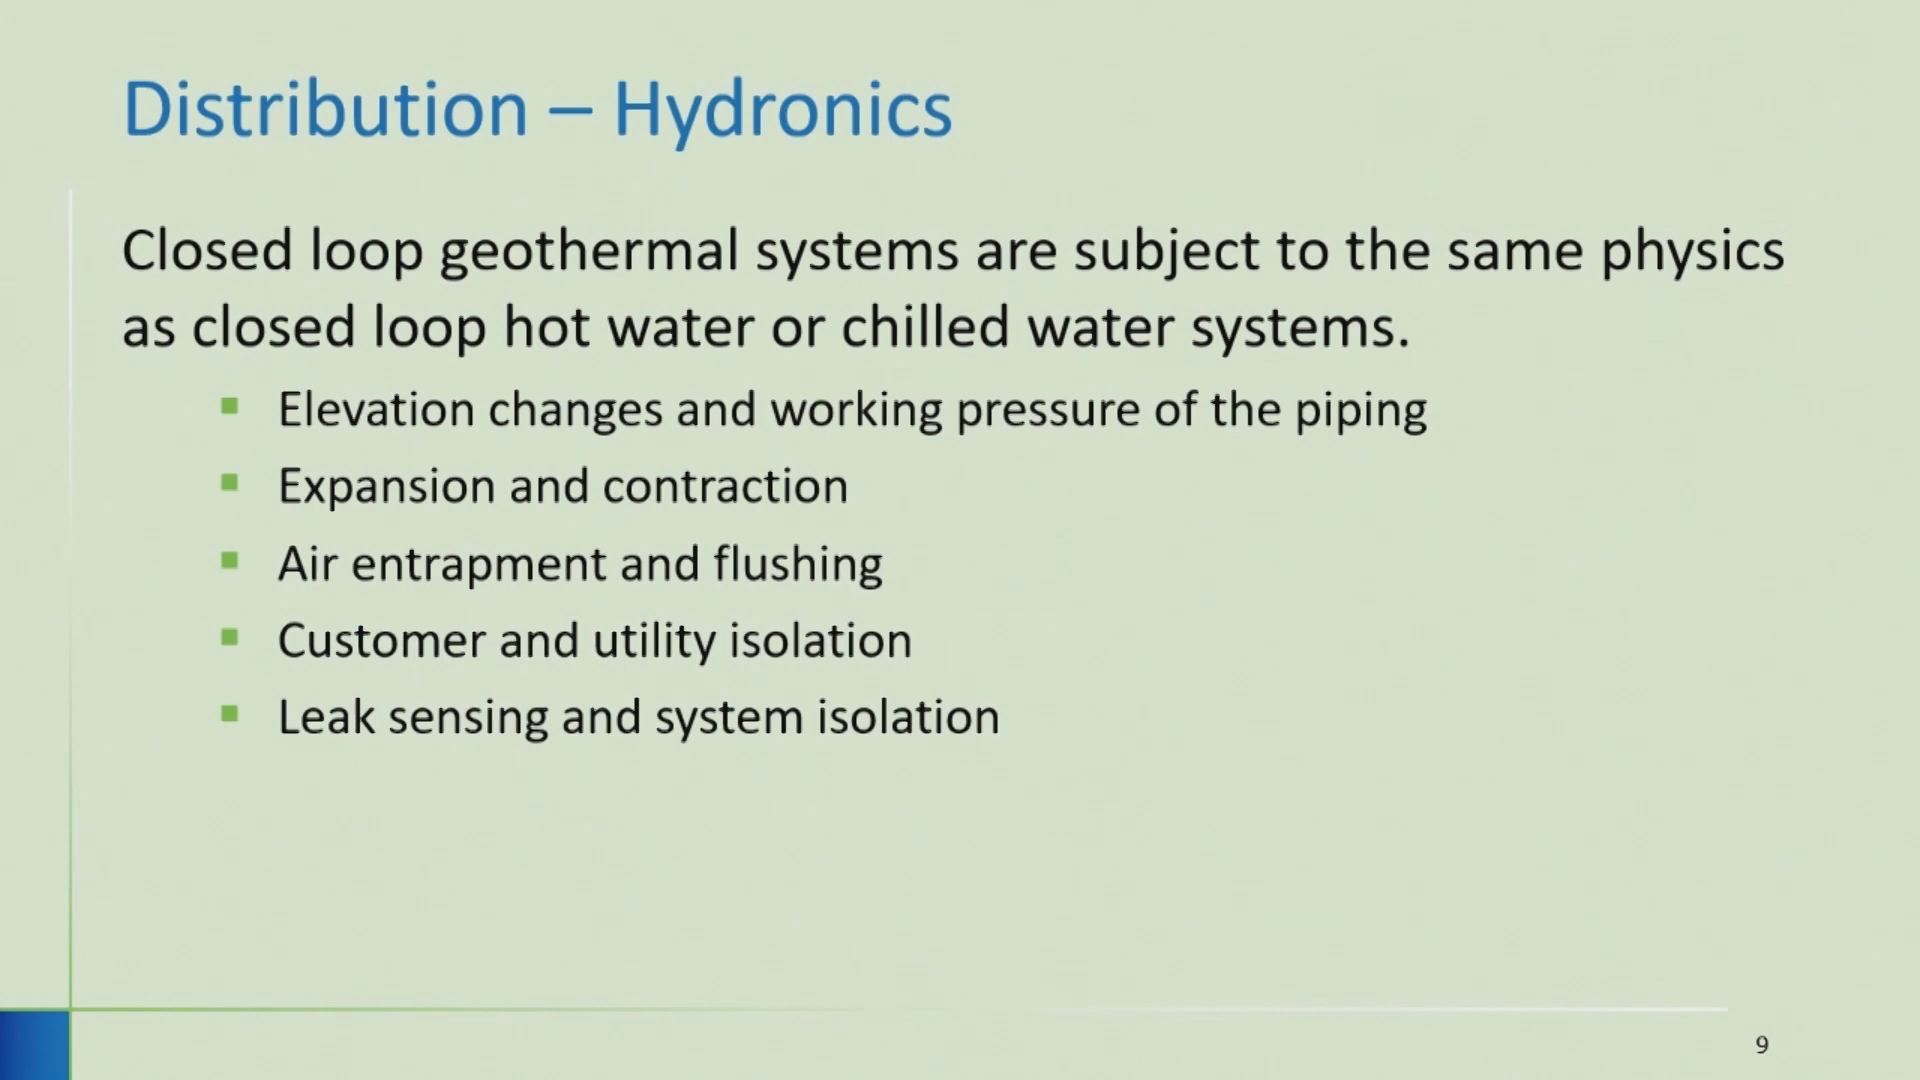 Distribution – Hydronics
Closed loop geothermal systems are subject to the same physics
as closed loop hot water or chilled water systems.
▪ Elevation changes and working pressure of the piping
▪ Expansion and contraction
▪ Air entrapment and flushing
▪ Customer and utility isolation
▪ Leak sensing and system isolation
9